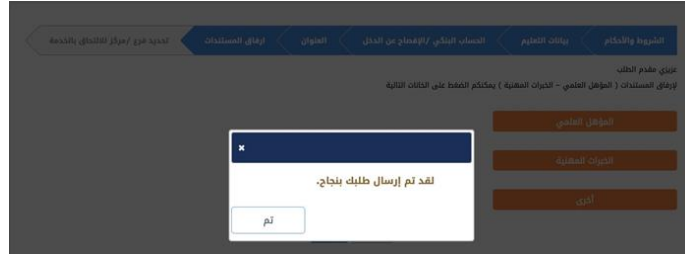 الشروط والأحكام
بيانات التعليم
الحساب البنكي /الإفصاح عن الدخل
العنوان
ارفاق المستندات
تحديد فرع /مركز للالتحاق بالخدمة
عزيزي مقدم الطلب
لإرفاق المستندات ( المؤهل العلمي – الخبرات المهنية ) يمكنكم الضغط على الخانات التالية
المؤهل العلمي
الخبرات المهنية
أخرى
×
لقد تم إرسال طلبك بنجاح.
تم